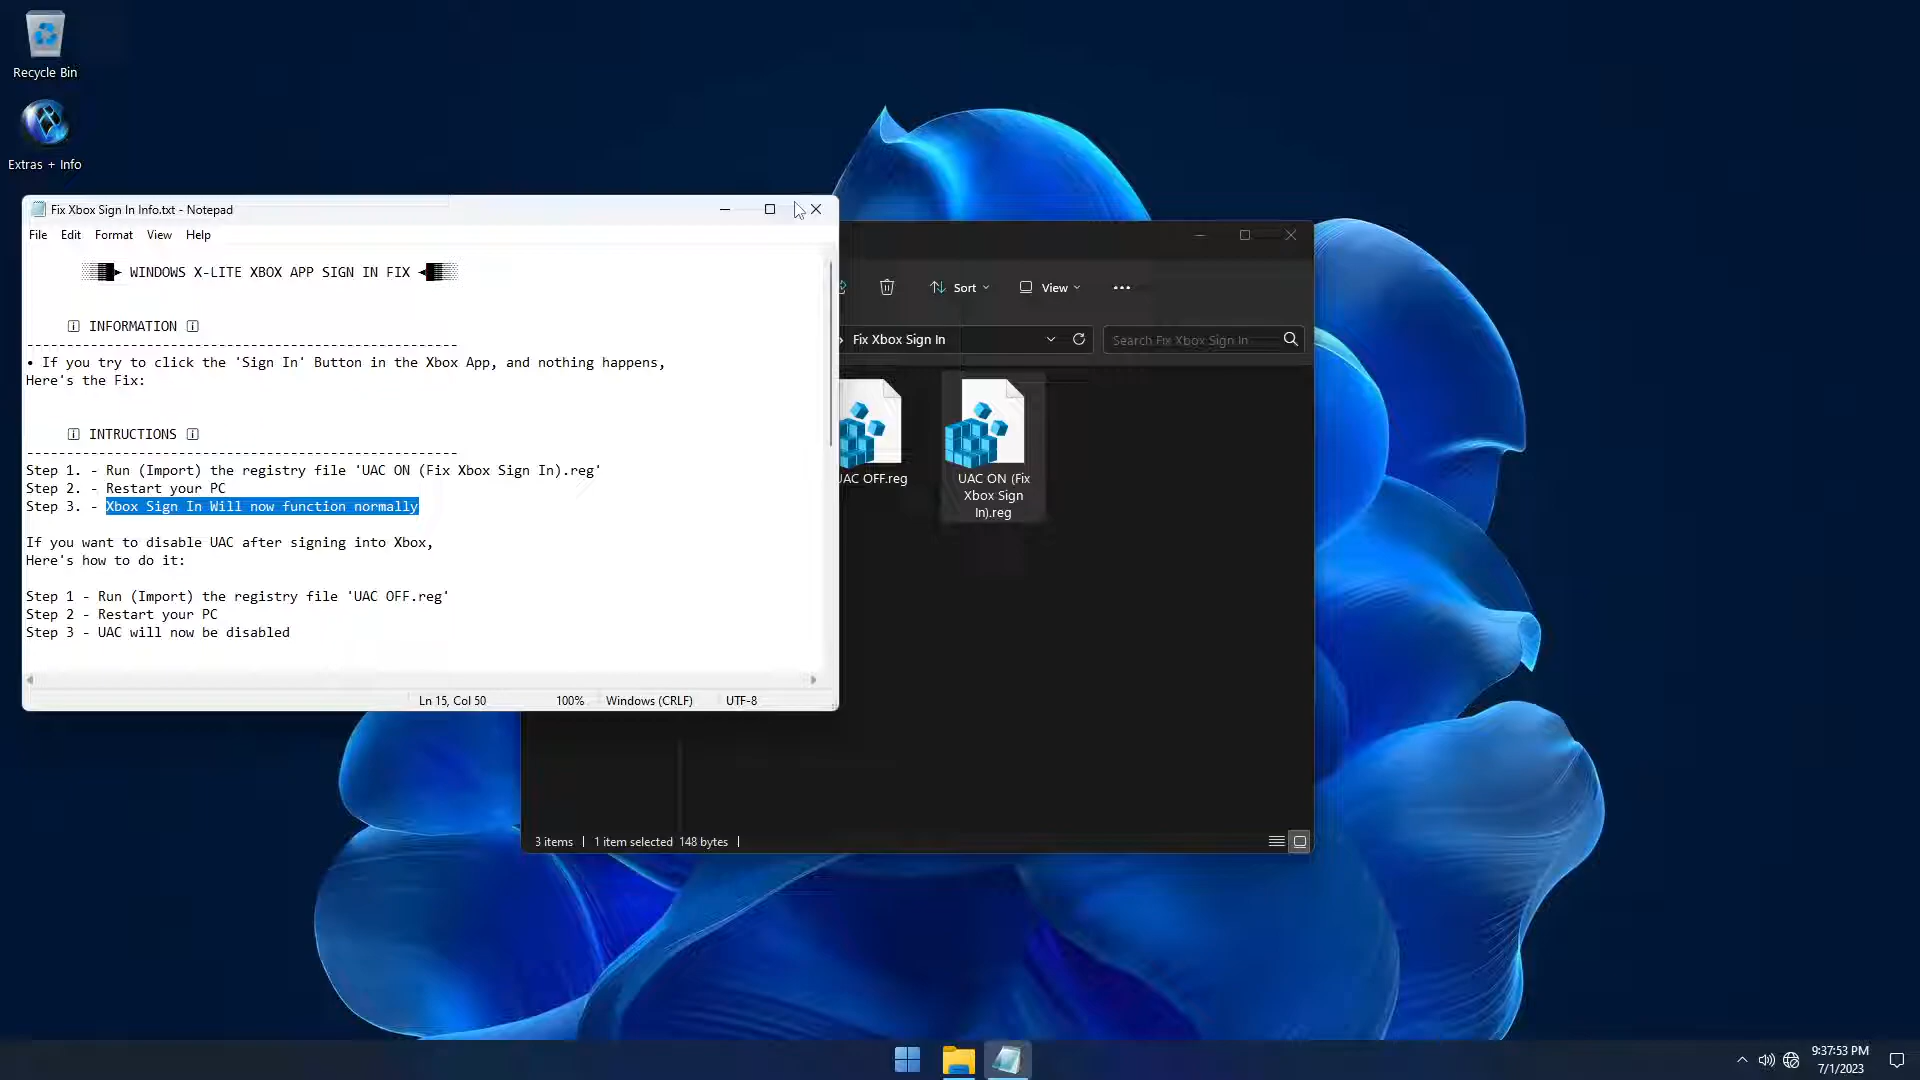 Recycle Bin
Extras + Info
Fix Xbox Sign In Info.txt - Notepad
File Edit Format View Help
WINDOWS X-LITE XBOX APP SIGN IN FIX
INFORMATION
-----------------------------------------------------
• If you try to click the 'Sign In' Button in the Xbox App, and nothing happens,
Here's the Fix:
INTRUCTIONS
-----------------------------------------------------
Step 1. - Run (Import) the registry file 'UAC ON (Fix Xbox Sign In).reg'
Step 2. - Restart your PC
Step 3. - Xbox Sign In Will now function normally
If you want to disable UAC after signing into Xbox,
Here's how to do it:
Step 1 - Run (Import) the registry file 'UAC OFF.reg'
Step 2 - Restart your PC
Step 3 - UAC will now be disabled
Ln 15, Col 50 100% Windows (CRLF) UTF-8
Sort View
Fix Xbox Sign In
Search Fix Xbox Sign In
UAC OFF.reg
UAC ON (Fix
Xbox Sign
In).reg
3 items 1 item selected 148 bytes
9:37:53 PM
7/1/2023